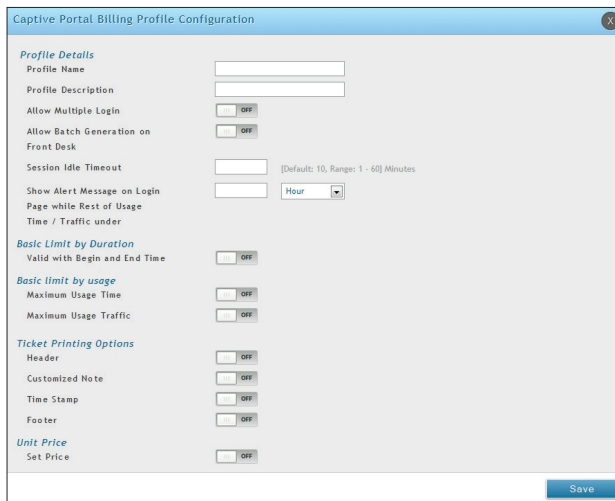 Captive Portal Billing Profile Configuration
X
Profile Details
Profile Name
Profile Description
Allow Multiple Login OFF
Allow Batch Generation on OFF
Front Desk
Session Idle Timeout [Default: 10, Range: 1 - 60] Minutes
Show Alert Message on Login Hour
Page while Rest of Usage
Time / Traffic under
Basic Limit by Duration
Valid with Begin and End Time OFF
Basic limit by usage
Maximum Usage Time OFF
Maximum Usage Traffic OFF
Ticket Printing Options
Header OFF
Customized Note OFF
Time Stamp OFF
Footer OFF
Unit Price
Set Price OFF
Save